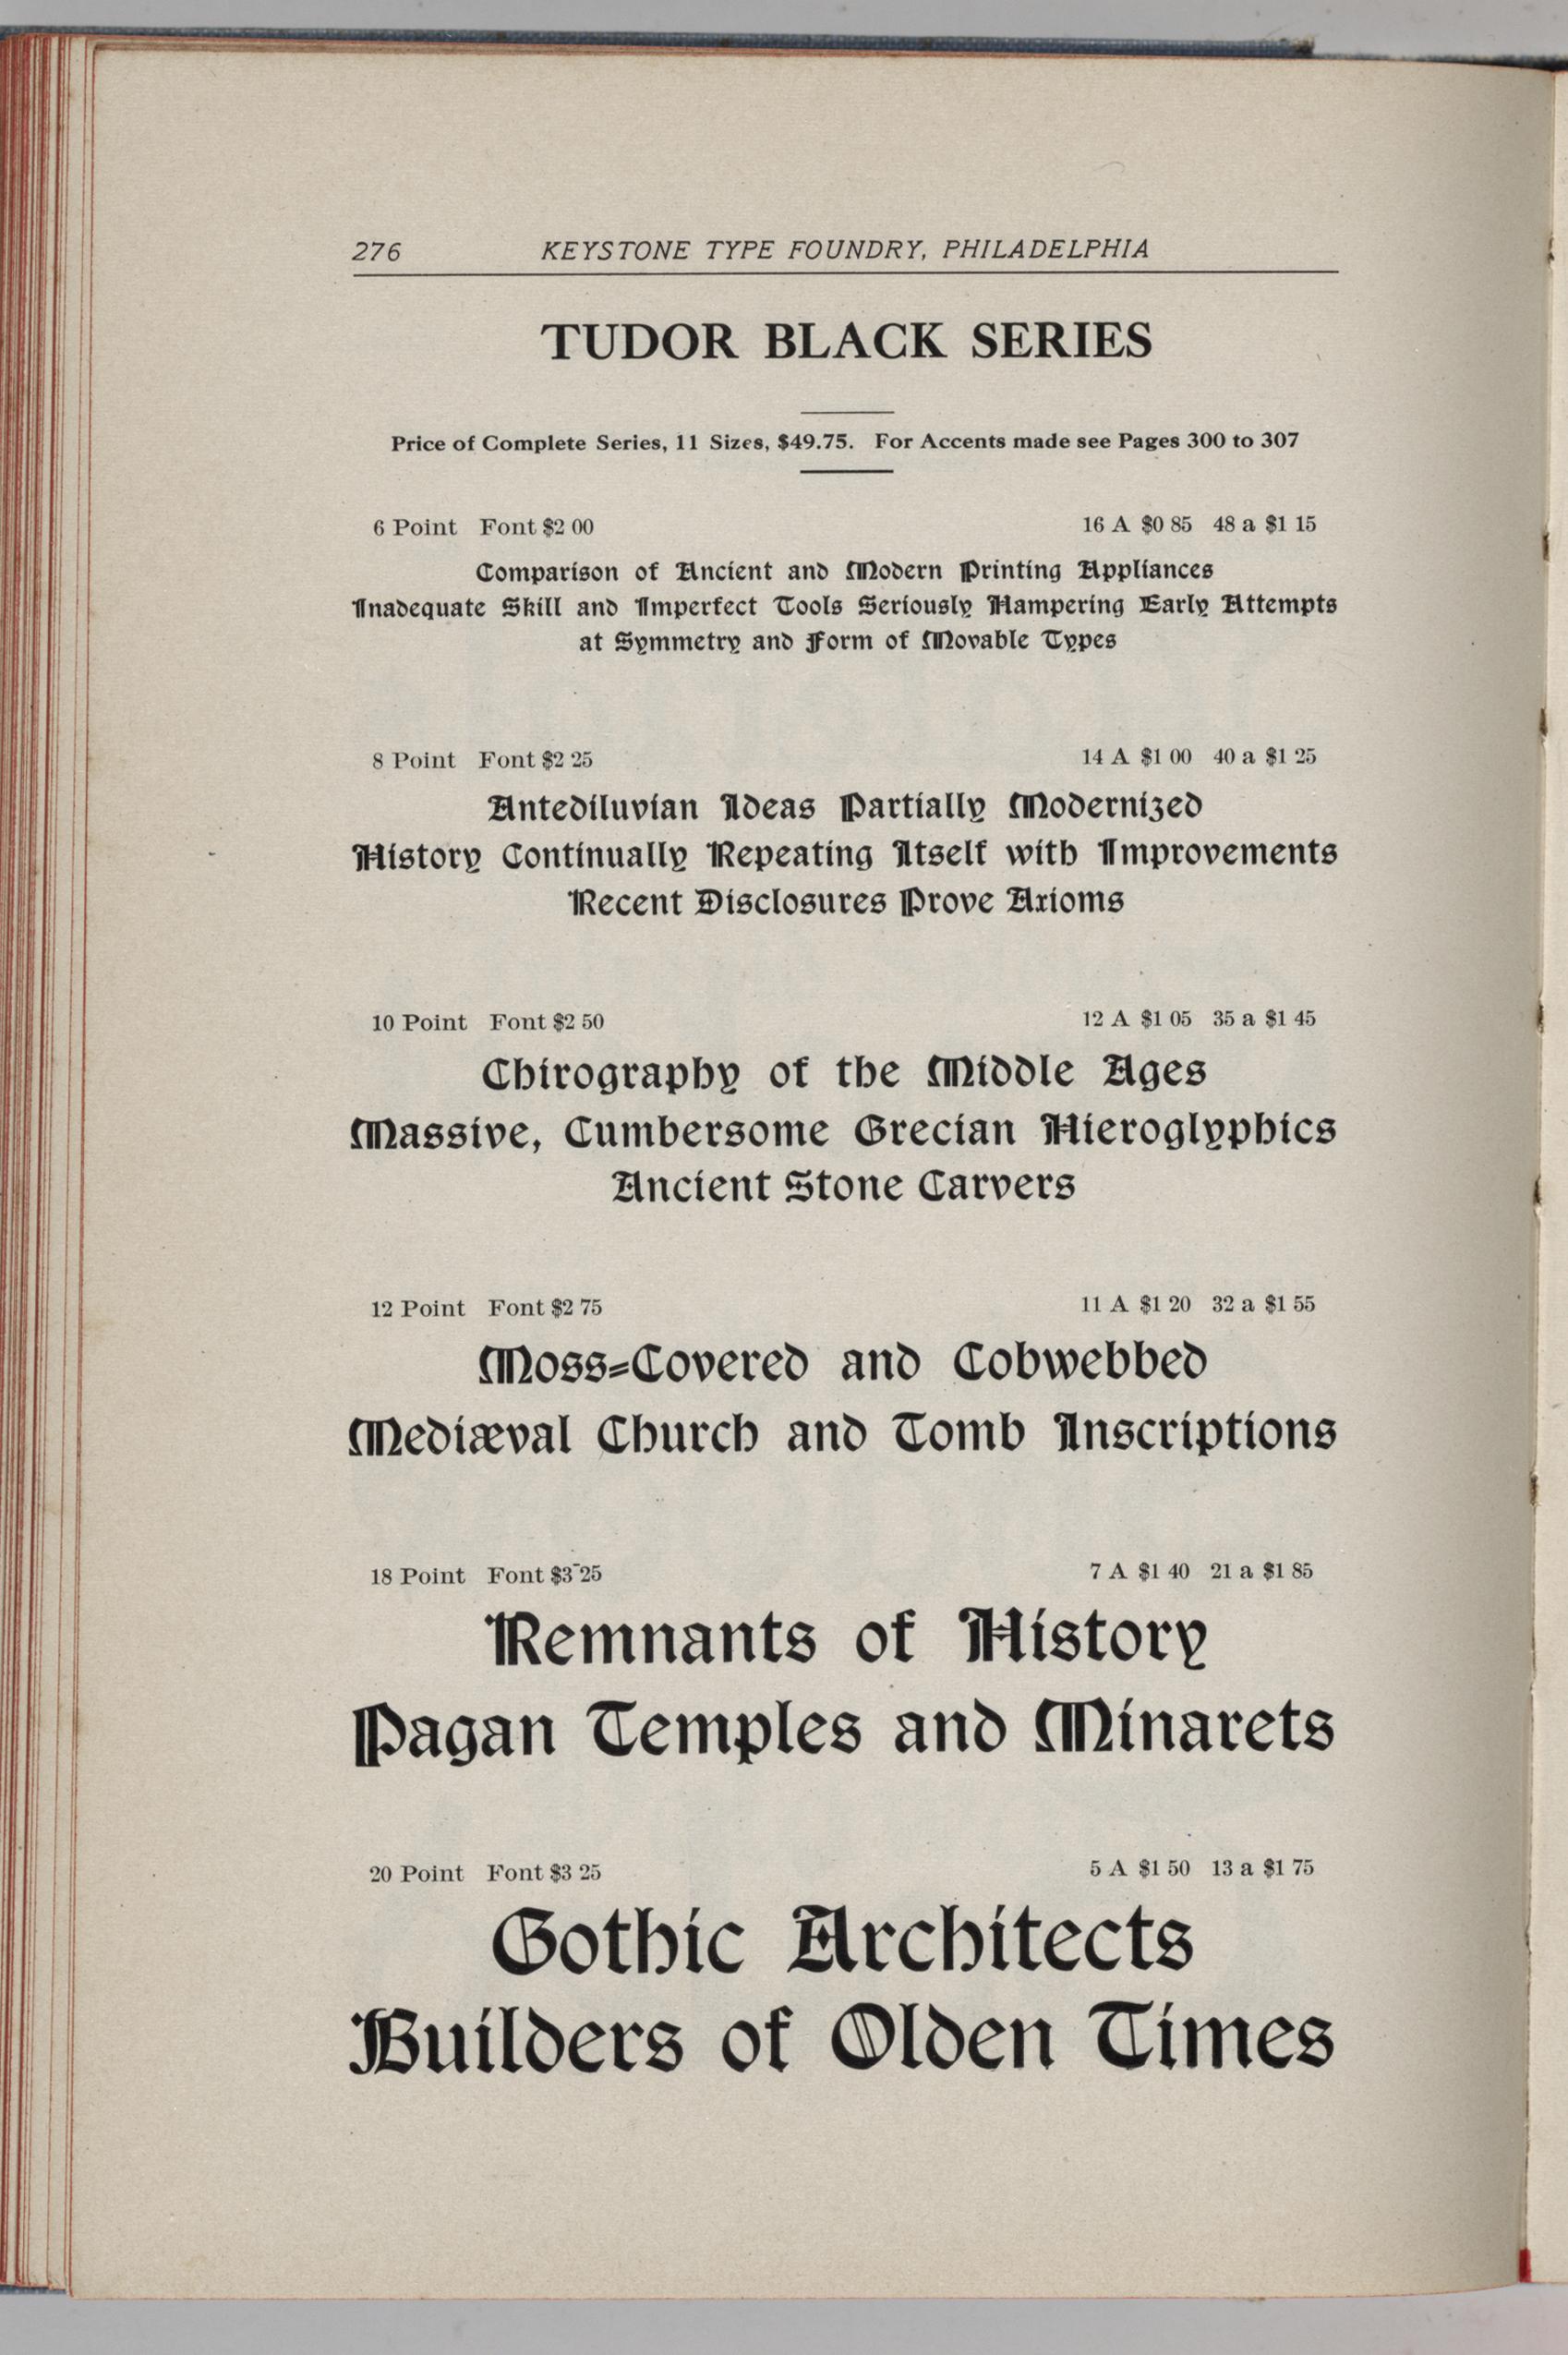 276 KEYSTONE TYPE FOUNDRY, PHILADELPHIA
TUDOR BLACK SERIES
Price of Complete Series, 11 Sizes, $49.75. For Accents made see Pages 300 to 307
6 Point Font $2 00 16 A $0 85 48 a $1 15
Comparison of Ancient and Modern Printing Appliances
Inadequate Skill and Imperfect Tools Seriously Hampering Early Attempts
at Symmetry and Form of Movable Types
8 Point Font $2 25 14 A $1 00 40 a $1 25
Antediluvian Ideas Partially Modernized
History Continually Repeating Itself with Improvements
Recent Disclosures Prove Axioms
10 Point Font $2 50 12 A $1 05 35 a $1 45
Chirography of the Middle Ages
Massive, Cumbersome Grecian Hieroglyphics
Ancient Stone Carvers
12 Point Font $2 75 11 A $1 20 32 a $1 55
Moss-Covered and Cobwebbed
Mediæval Church and Tomb Inscriptions
18 Point Font $3 25 7 A $1 40 21 a $1 85
Remnants of History
Pagan Temples and Minarets
20 Point Font $3 25 5 A $1 50 13 a $1 75
Gothic Architects
Builders of Olden Times